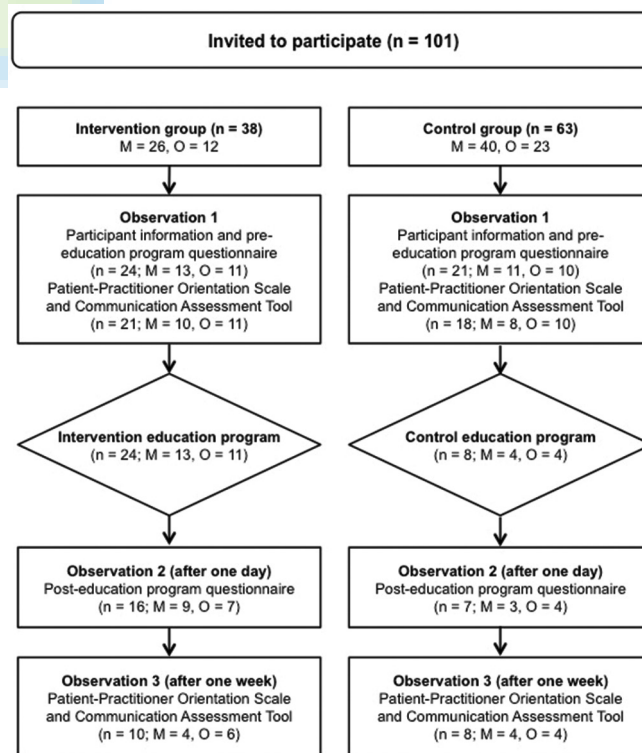 Invited to participate (n = 101)
Intervention group (n = 38)
M = 26, O = 12
Control group (n = 63)
M = 40, O = 23
Observation 1
Participant information and pre-
education program questionnaire
(n = 24; M = 13, O = 11)
Patient-Practitioner Orientation Scale
and Communication Assessment Tool
(n = 21; M = 10, O = 11)
Observation 1
Participant information and pre-
education program questionnaire
(n = 21; M = 11, O = 10)
Patient-Practitioner Orientation Scale
and Communication Assessment Tool
(n = 18; M = 8, O = 10)
Intervention education program
(n = 24; M = 13, O = 11)
Control education program
(n = 8; M = 4, O = 4)
Observation 2 (after one day)
Post-education program questionnaire
(n = 16; M = 9, O = 7)
Observation 2 (after one day)
Post-education program questionnaire
(n = 7; M = 3, O = 4)
Observation 3 (after one week)
Patient-Practitioner Orientation Scale
and Communication Assessment Tool
(n = 10; M = 4, O = 6)
Observation 3 (after one week)
Patient-Practitioner Orientation Scale
and Communication Assessment Tool
(n = 8; M = 4, O = 4)